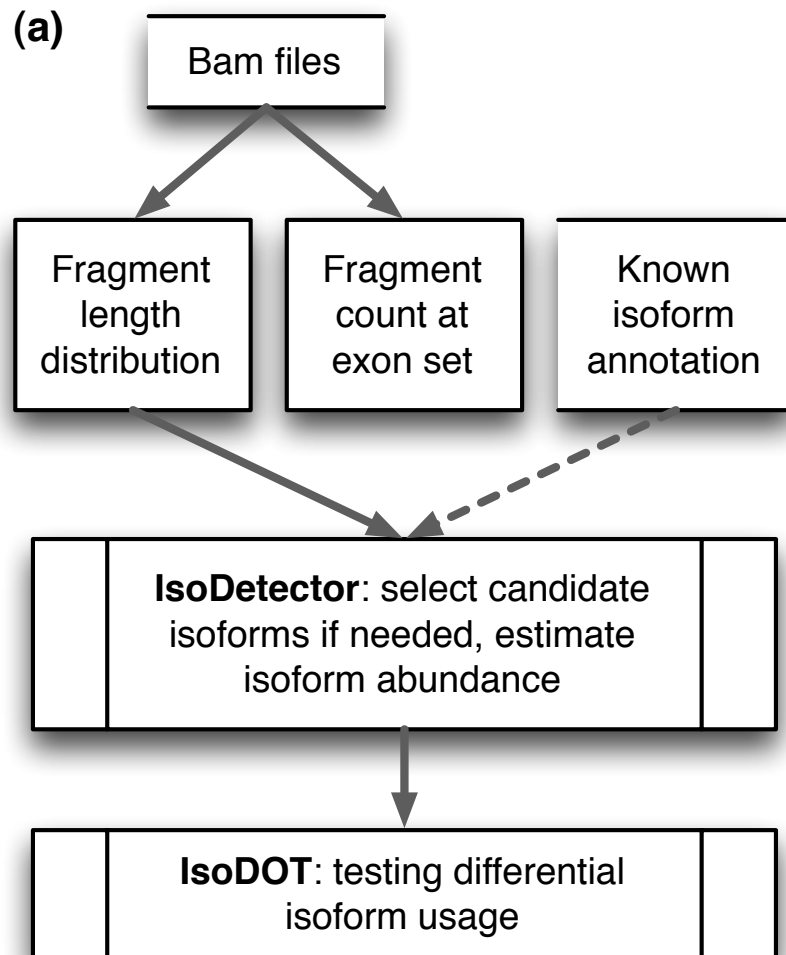 (a)
Bam files
Fragment
length
distribution
Fragment
count at
exon set
Known
isoform
annotation
IsoDetector: select candidate
isoforms if needed, estimate
isoform abundance
IsoDOT: testing differential
isoform usage